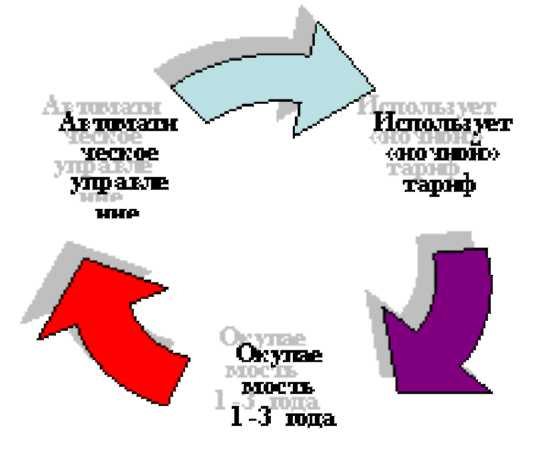 Автомати
ческое
управле
ние
Использует
«ночной»
тариф
Окупае
мость
1-3 года